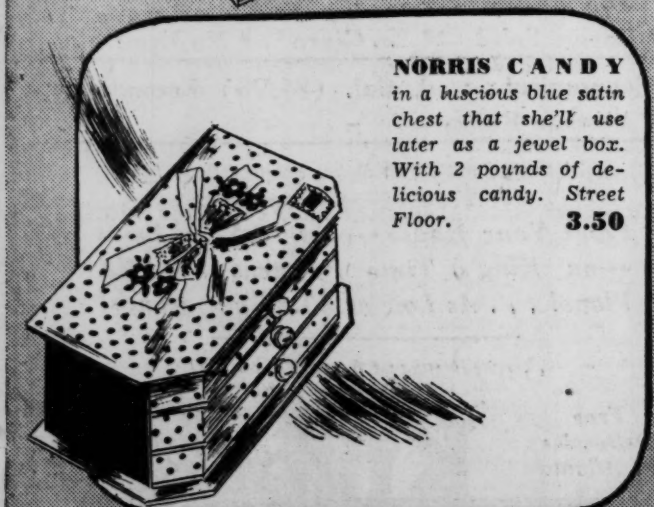 NORRIS CANDY
in a luscious blue satin
chest that she'll use
later as a jewel box.
With 2 pounds of de-
licious candy. Street
Floor. 3.50